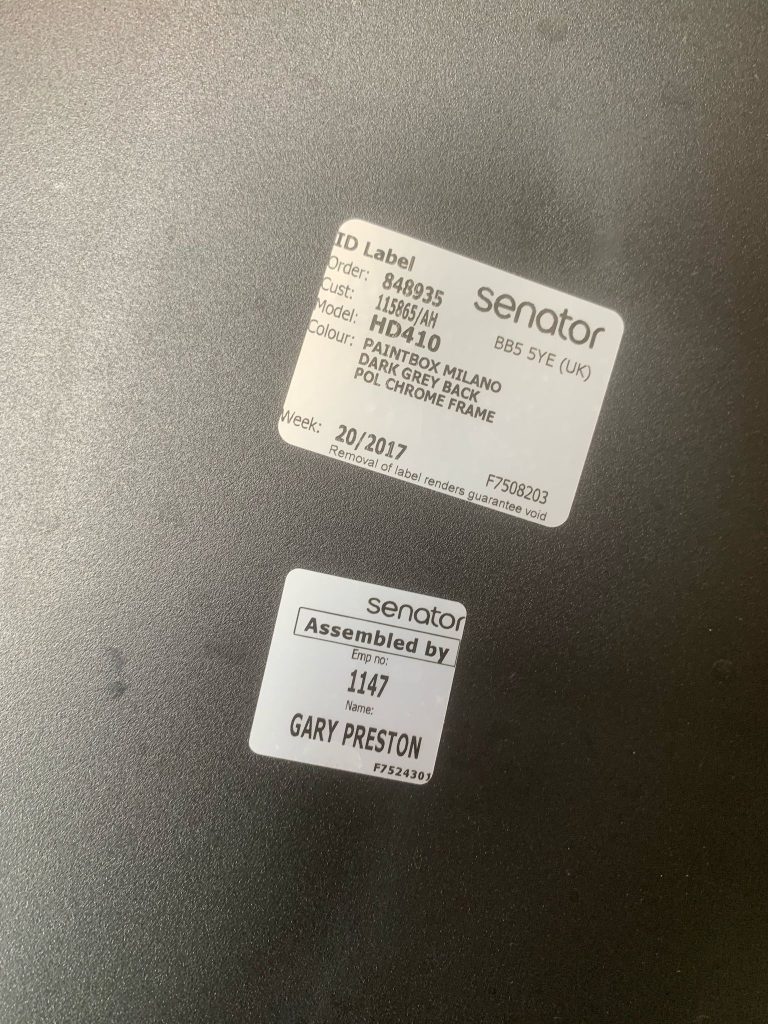 ID Label
Order: 848935
Cust: 115865/AH
Model: HD410
Colour: PAINTBOX MILANO
DARK GREY BACK
POL CHROME FRAME
senator
BB5 5YE (UK)
Week: 20/2017
F7508203
Removal of label renders guarantee void
senator
Assembled by
Emp no:
1147
Name:
GARY PRESTON
F7524301